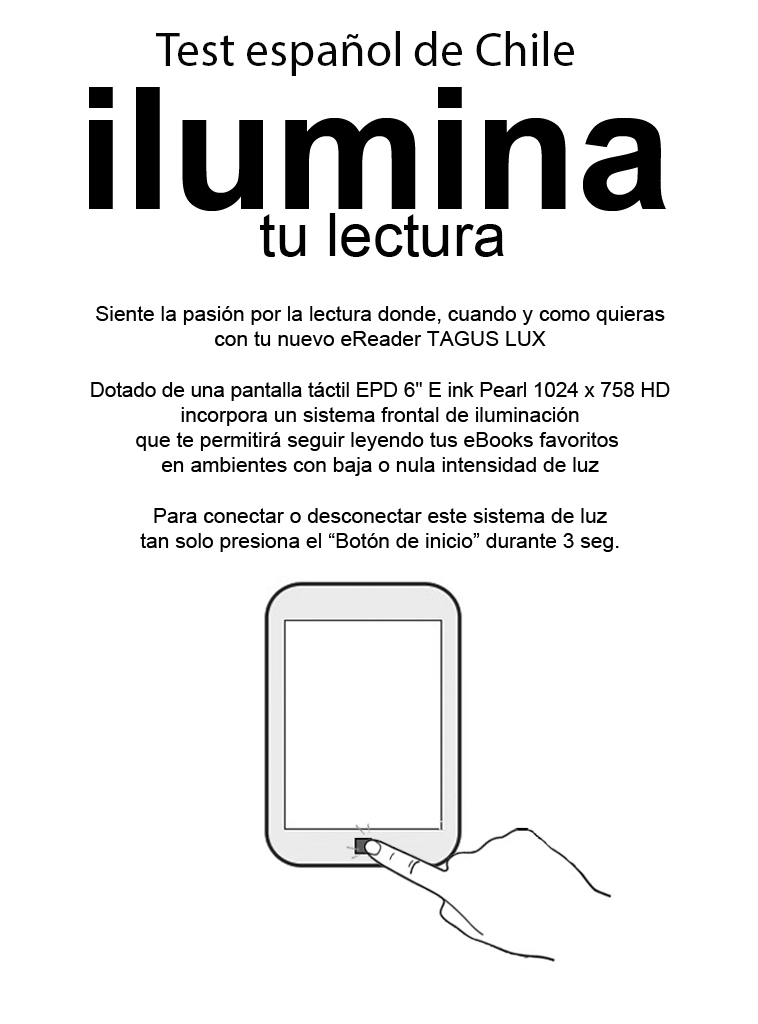 Test español de Chile
ilumina
tu lectura
Siente la pasión por la lectura donde, cuando y como quieras
con tu nuevo eReader TAGUS LUX
Dotado de una pantalla táctil EPD 6" E ink Pearl 1024 x 758 HD
incorpora un sistema frontal de iluminación
que te permitirá seguir leyendo tus eBooks favoritos
en ambientes con baja o nula intensidad de luz
Para conectar o desconectar este sistema de luz
tan solo presiona el “Botón de inicio” durante 3 seg.